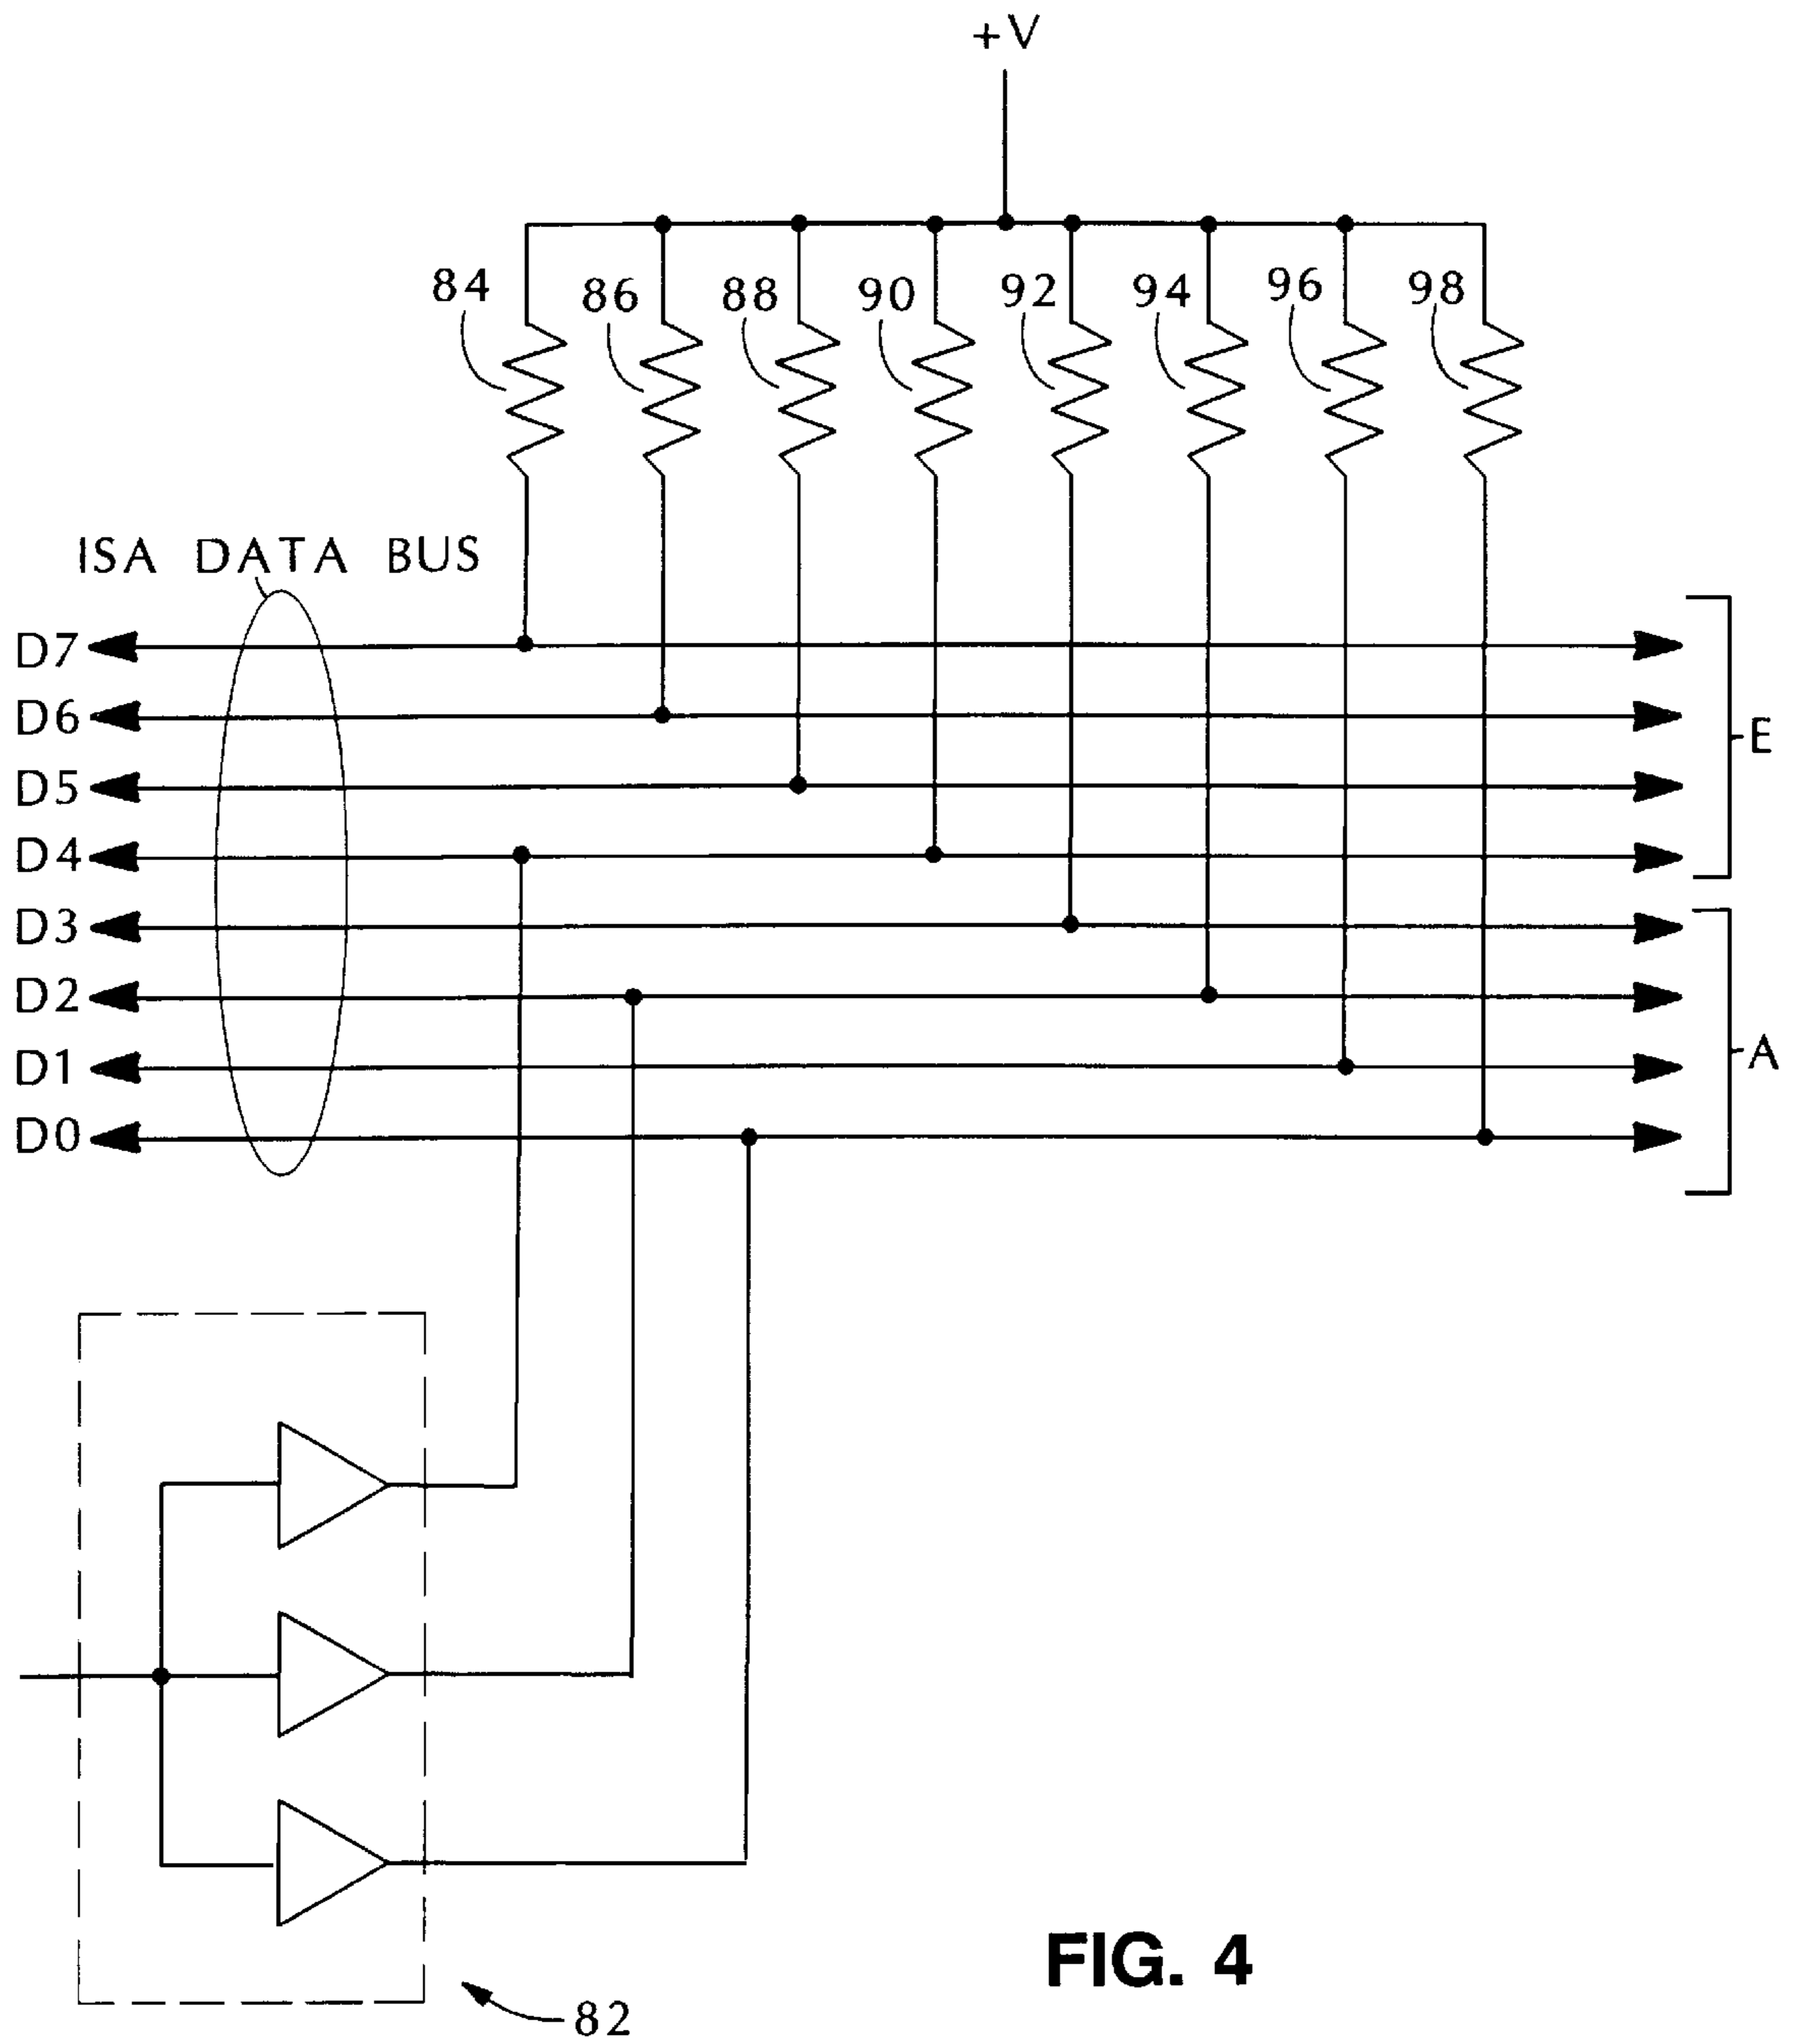 +V
84 86 88 90 92 94 96 98
ISA DATA BUS
D7
D6
E
D5
D4
D3
D2
A
D1
D0
FIG. 4
82